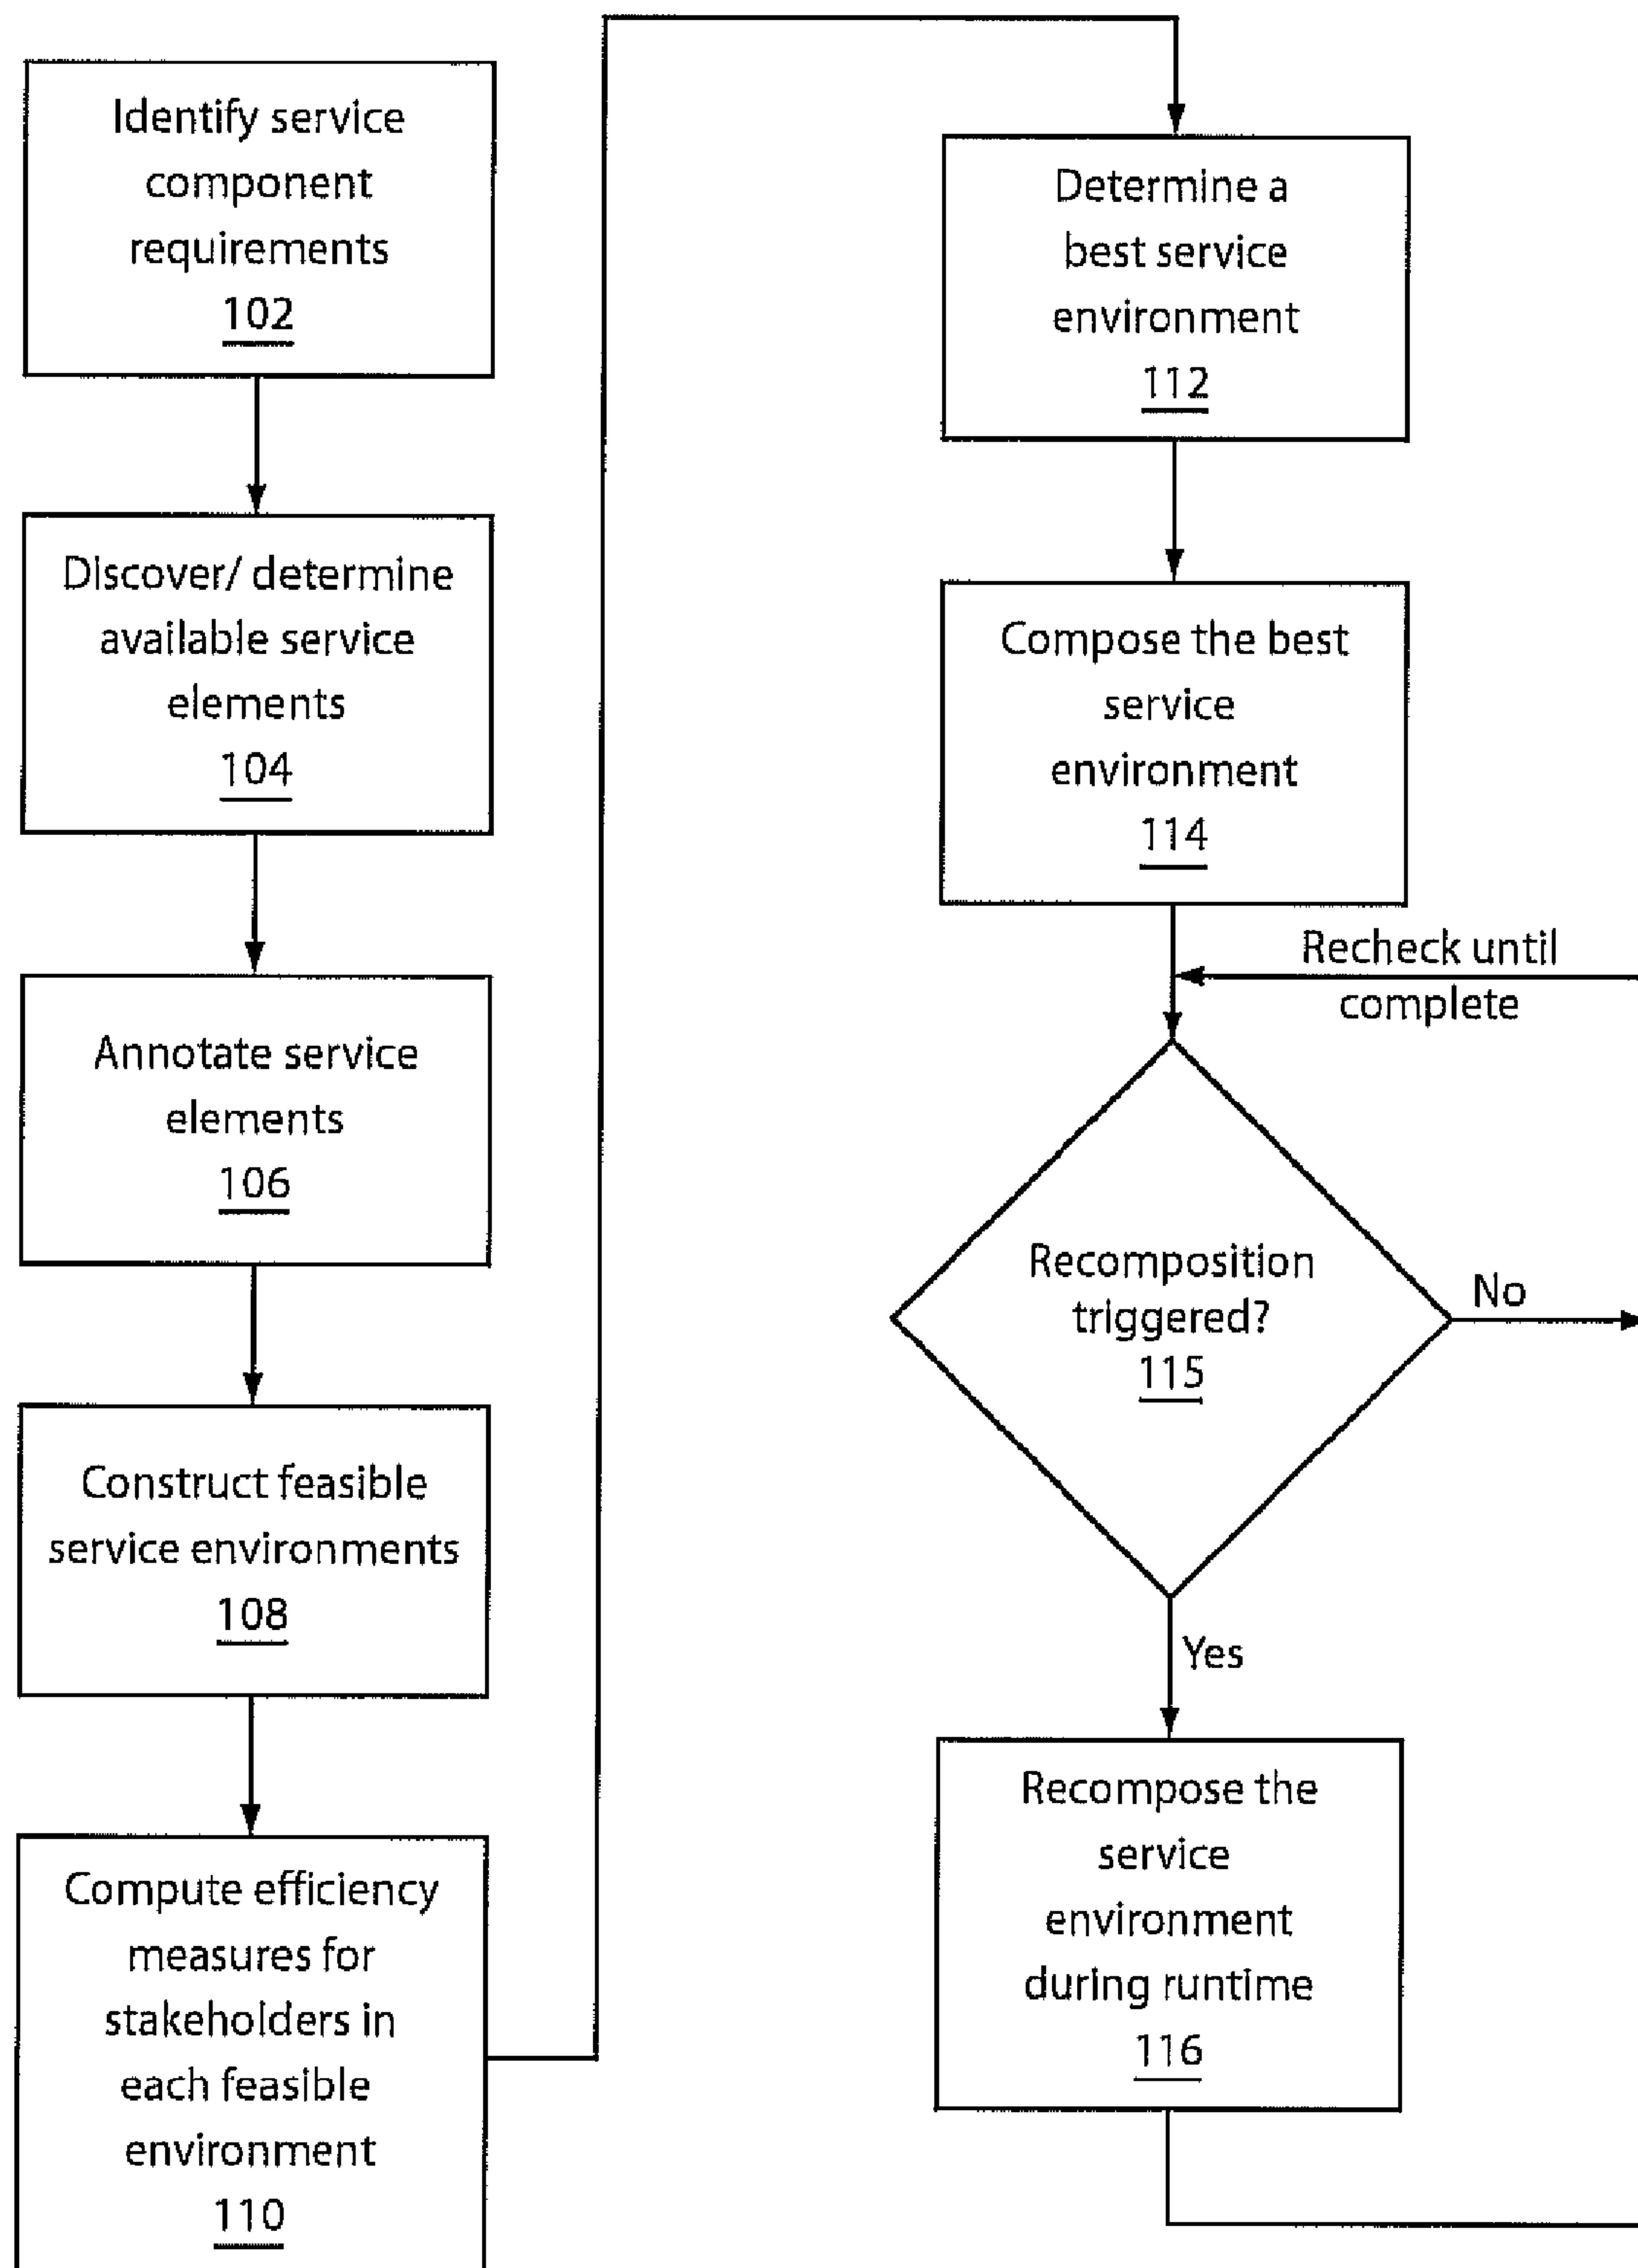 Identify service
component
requirements
102
Discover/ determine
available service
elements
104
Annotate service
elements
106
Construct feasible
service environments
108
Compute efficiency
measures for
stakeholders in
each feasible
environment
110
Determine a
best service
environment
112
Compose the best
service
environment
114
Recheck until
complete
Recomposition
triggered?
115
No
Yes
Recompose the
service
environment
during runtime
116